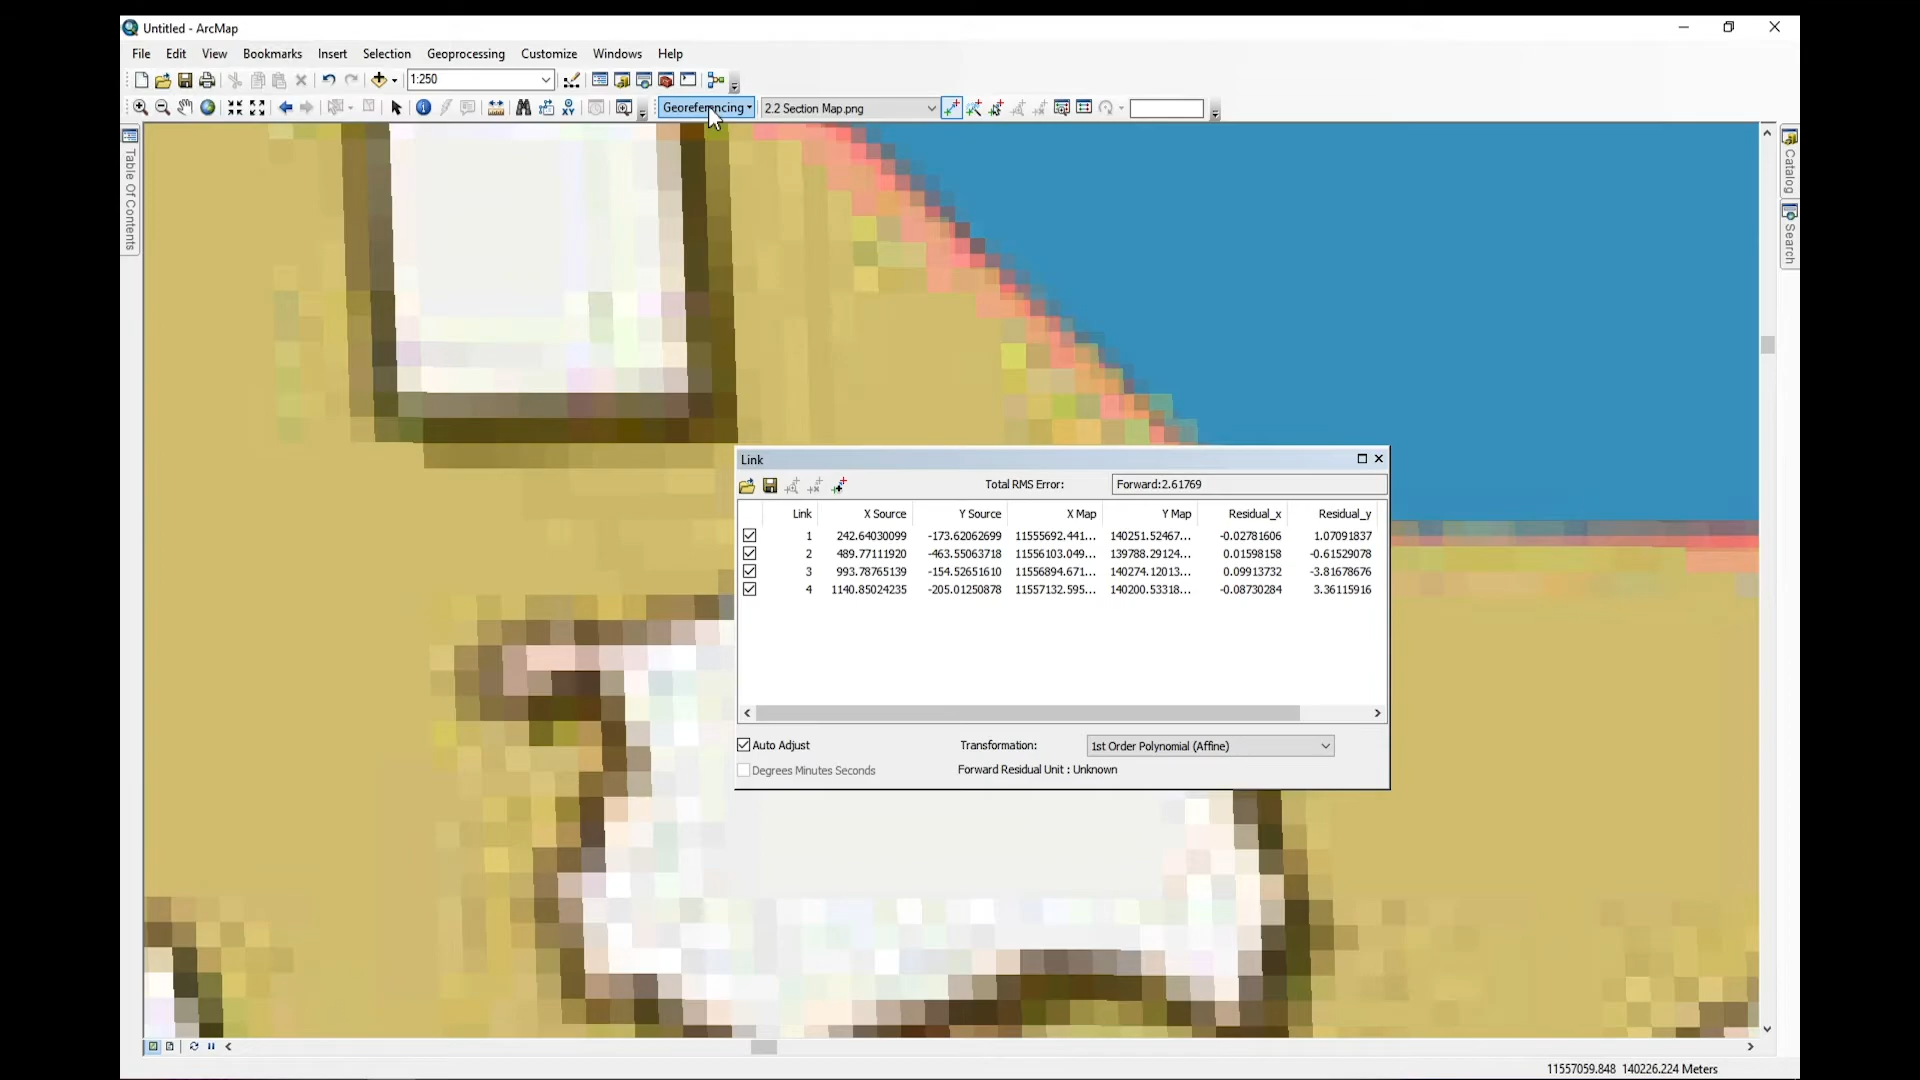 Untitled - ArcMap
File Edit View Bookmarks Insert Selection Geoprocessing Customize Windows Help
1:250
Georeferencing 2.2 Section Map.png
Table Of Contents
Catalog
Search
Link
Total RMS Error: Forward:2.61769
Link X Source Y Source X Map Y Map Residual_x Residual_y
1 242.64030099 -173.62062699 11555692.441... 140251.52467... -0.02781606 1.07091837
2 489.77111920 -463.55063718 11556103.049... 139788.29124... 0.01598158 -0.61529078
3 993.78765139 -154.52651610 11556894.671... 140274.12013... 0.09913732 -3.81678676
4 1140.85024235 -205.01250878 11557132.595... 140200.53318... -0.08730284 3.36115916
Auto Adjust Transformation: 1st Order Polynomial (Affine)
Degrees Minutes Seconds Forward Residual Unit : Unknown
11557059.848 140226.224 Meters